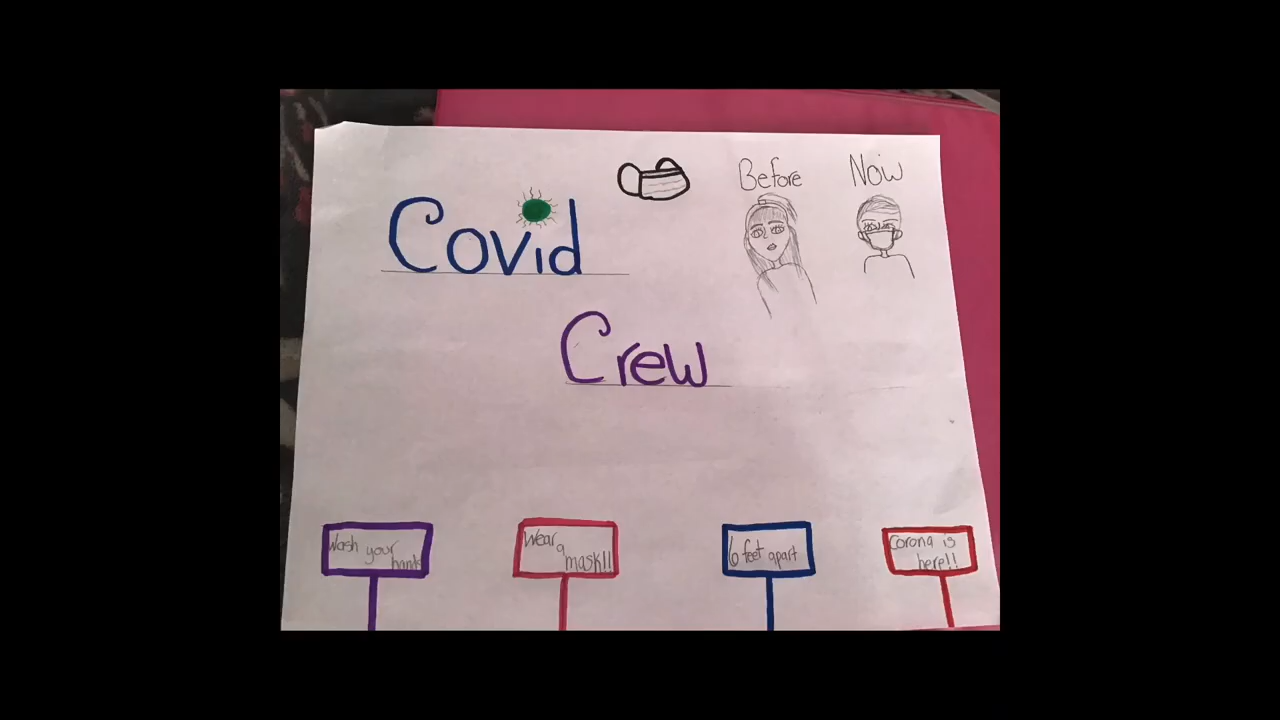 Before
Now
Covid
Crew
Wash your
hands
Wear
a
mask!!
6 feet apart
Corona is
here!!